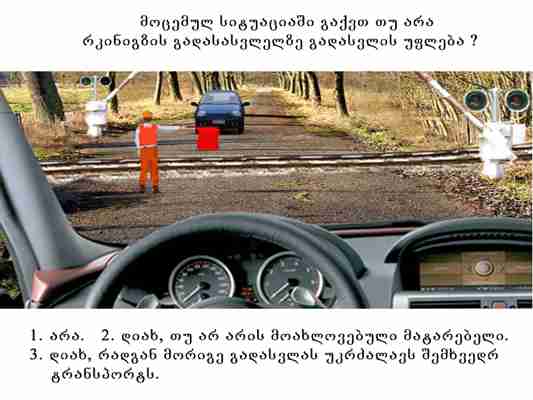 მოცემულ სიტუაციაში გაქვთ თუ არა
რკინიგზის გადასასვლელზე გადასვლის უფლება ?
1. არა. 2. დიახ, თუ არ არის მოახლოვებული მატარებელი.
3. დიახ, რადგან მორიგე გადასვლას უკრძალავს შემხვედრ
ტრანსპორტს.